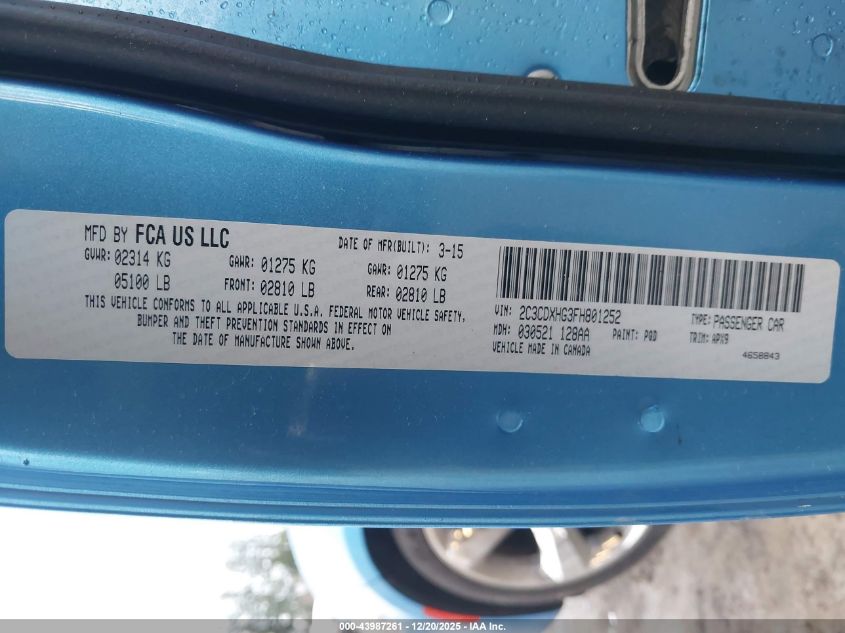 MFD BY FCA US LLC
DATE OF MFR(BUILT): 3-15
GVWR: 02314 KG
GAWR: 01275 KG
GAWR: 01275 KG
05100 LB
FRONT: 02810 LB
REAR: 02810 LB
THIS VEHICLE CONFORMS TO ALL APPLICABLE U.S.A. FEDERAL MOTOR VEHICLE SAFETY,
BUMPER AND THEFT PREVENTION STANDARDS IN EFFECT ON
THE DATE OF MANUFACTURE SHOWN ABOVE.
VIN: 2C3CDXHG3FH801252
TYPE: PASSENGER CAR
MDH: 030521 128AA
PAINT: PQD
TRIM: APX9
VEHICLE MADE IN CANADA
4658843
000-43987261 - 12/20/2025 - IAA Inc.